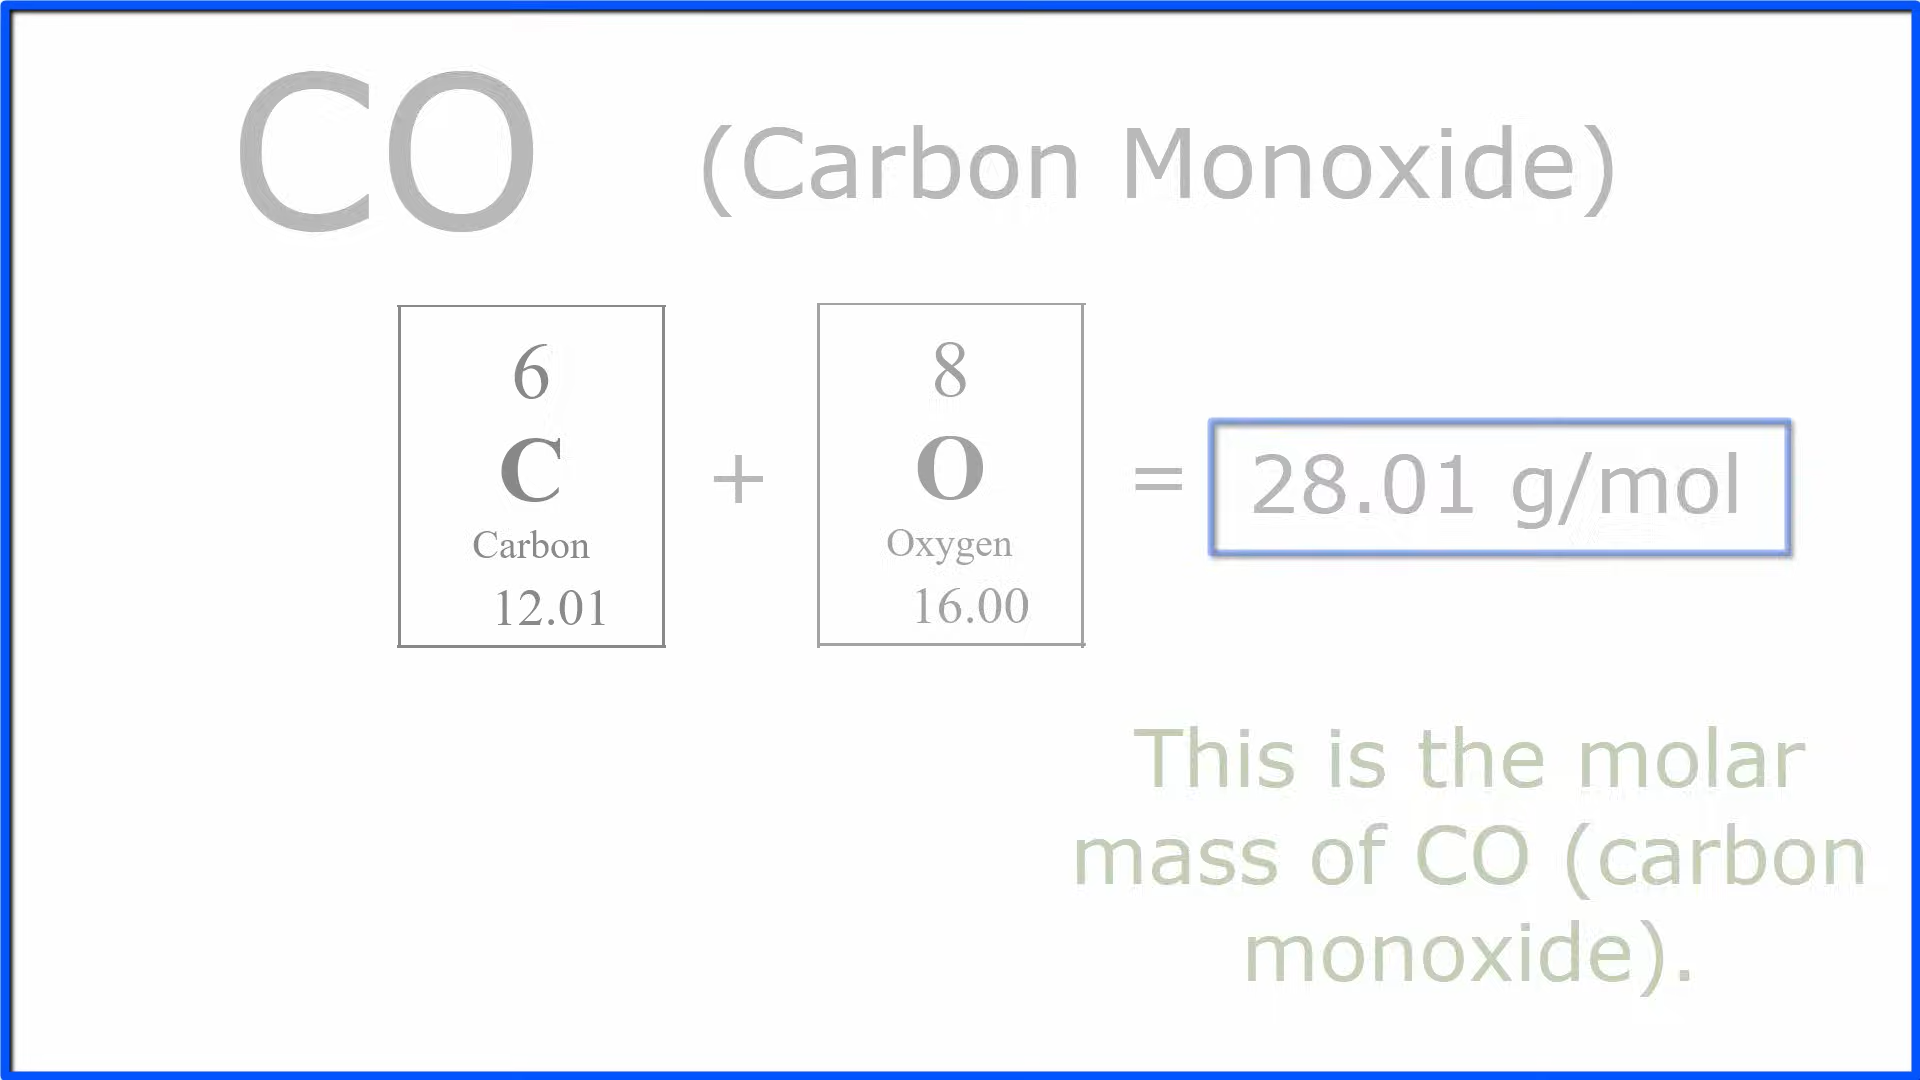 CO (Carbon Monoxide)
6
C
Carbon
12.01
+
8
O
Oxygen
16.00
= 28.01 g/mol
This is the molar
mass of CO (carbon
monoxide).